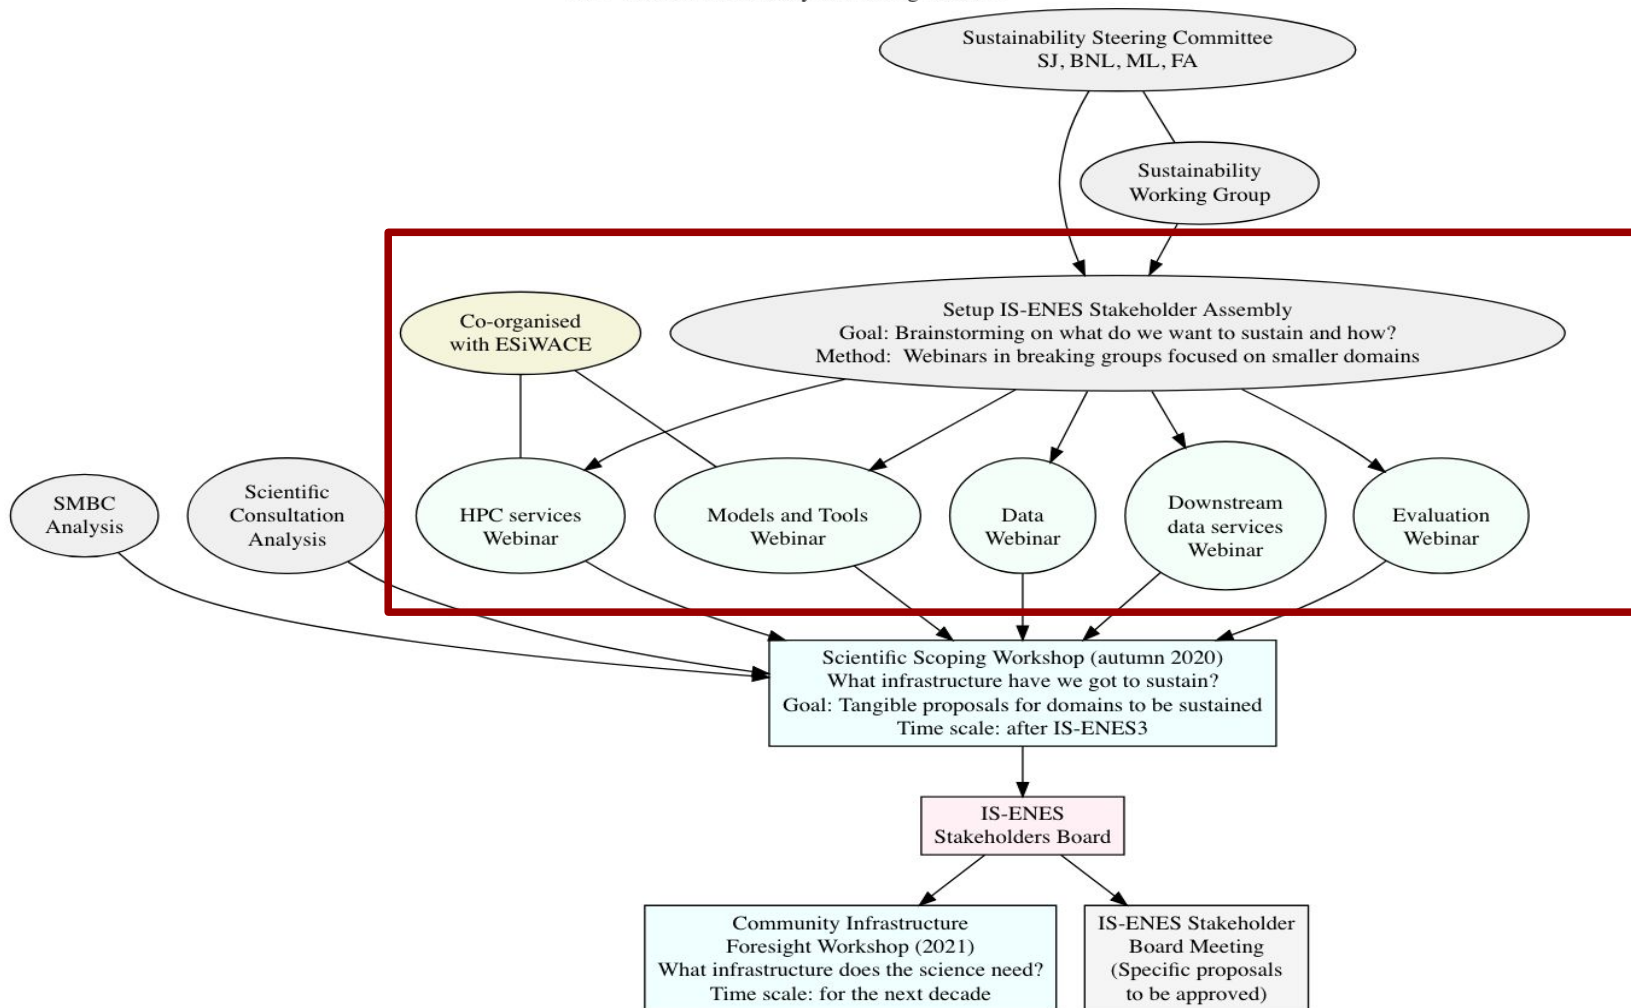 Sustainability Steering Committee
SJ, BNL, ML, FA
Sustainability
Working Group
Setup IS-ENES Stakeholder Assembly
Goal: Brainstorming on what do we want to sustain and how?
Method:  Webinars in breaking groups focused on smaller domains
Co-organised
with ESiWACE
SMBC
Analysis
Scientific
Consultation
Analysis
HPC services
Webinar
Models and Tools
Webinar
Data
Webinar
Downstream
data services
Webinar
Evaluation
Webinar
Scientific Scoping Workshop (autumn 2020)
What infrastructure have we got to sustain?
Goal: Tangible proposals for domains to be sustained
Time scale: after IS-ENES3
IS-ENES
Stakeholders Board
Community Infrastructure
Foresight Workshop (2021)
What infrastructure does the science need?
Time scale: for the next decade
IS-ENES Stakeholder
Board Meeting
(Specific proposals
to be approved)